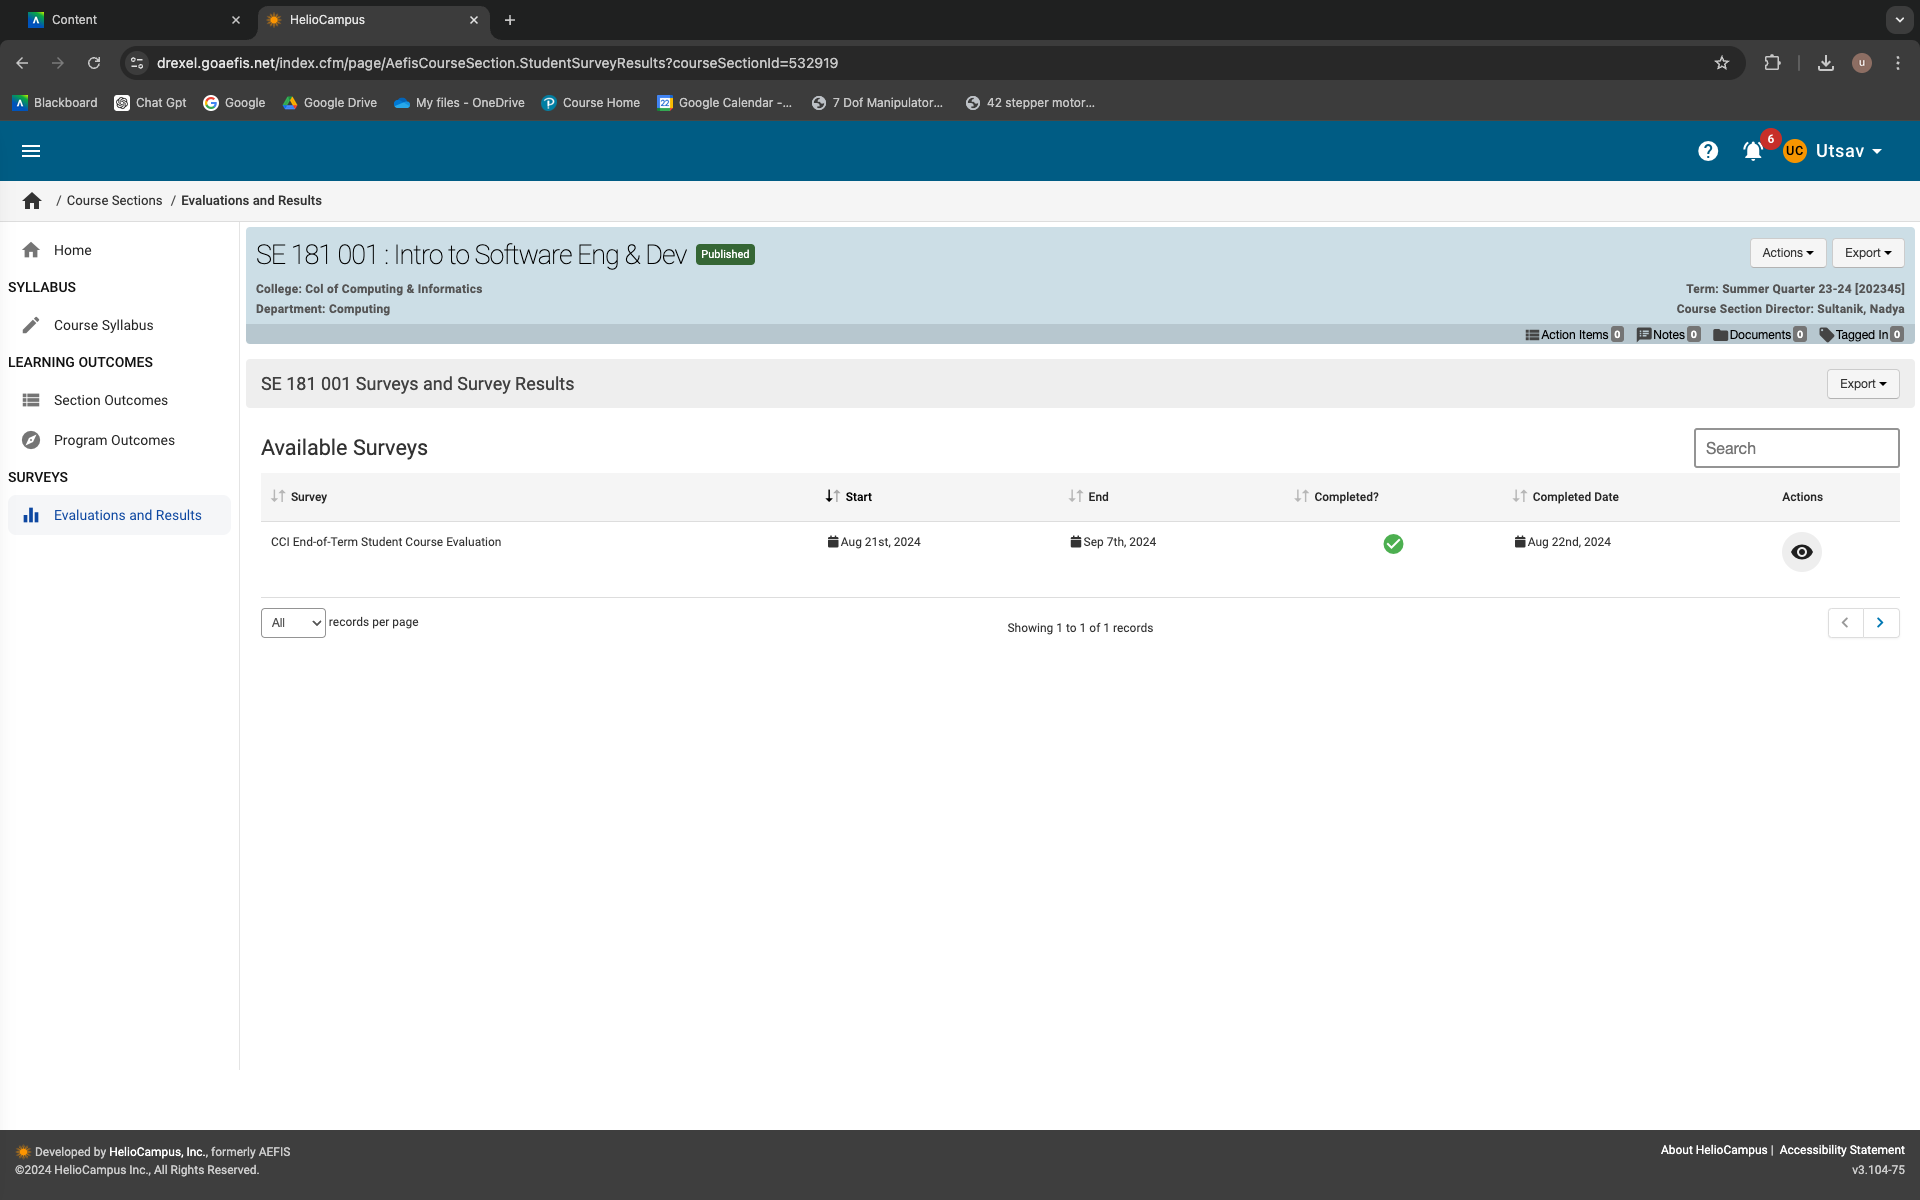 Content
HelioCampus
drexel.goaefis.net/index.cfm/page/AefisCourseSection.StudentSurveyResults?courseSectionId=532919
u
Blackboard Chat Gpt Google Google Drive My files - OneDrive Course Home 22 Google Calendar -... 7 Dof Manipulator... 42 stepper motor...
6
UC Utsav
/ Course Sections / Evaluations and Results
Home
SYLLABUS
Course Syllabus
LEARNING OUTCOMES
Section Outcomes
Program Outcomes
SURVEYS
Evaluations and Results
SE 181 001 : Intro to Software Eng & Dev Published
Actions Export
College: Col of Computing & Informatics
Term: Summer Quarter 23-24 [202345]
Department: Computing
Course Section Director: Sultanik, Nadya
Action Items 0 Notes 0 Documents 0 Tagged In 0
SE 181 001 Surveys and Survey Results
Export
Available Surveys
Search
Survey Start End Completed? Completed Date Actions
CCI End-of-Term Student Course Evaluation Aug 21st, 2024 Sep 7th, 2024 Aug 22nd, 2024
All records per page
Showing 1 to 1 of 1 records
Developed by HelioCampus, Inc., formerly AEFIS
©2024 HelioCampus Inc., All Rights Reserved.
About HelioCampus | Accessibility Statement
v3.104-75